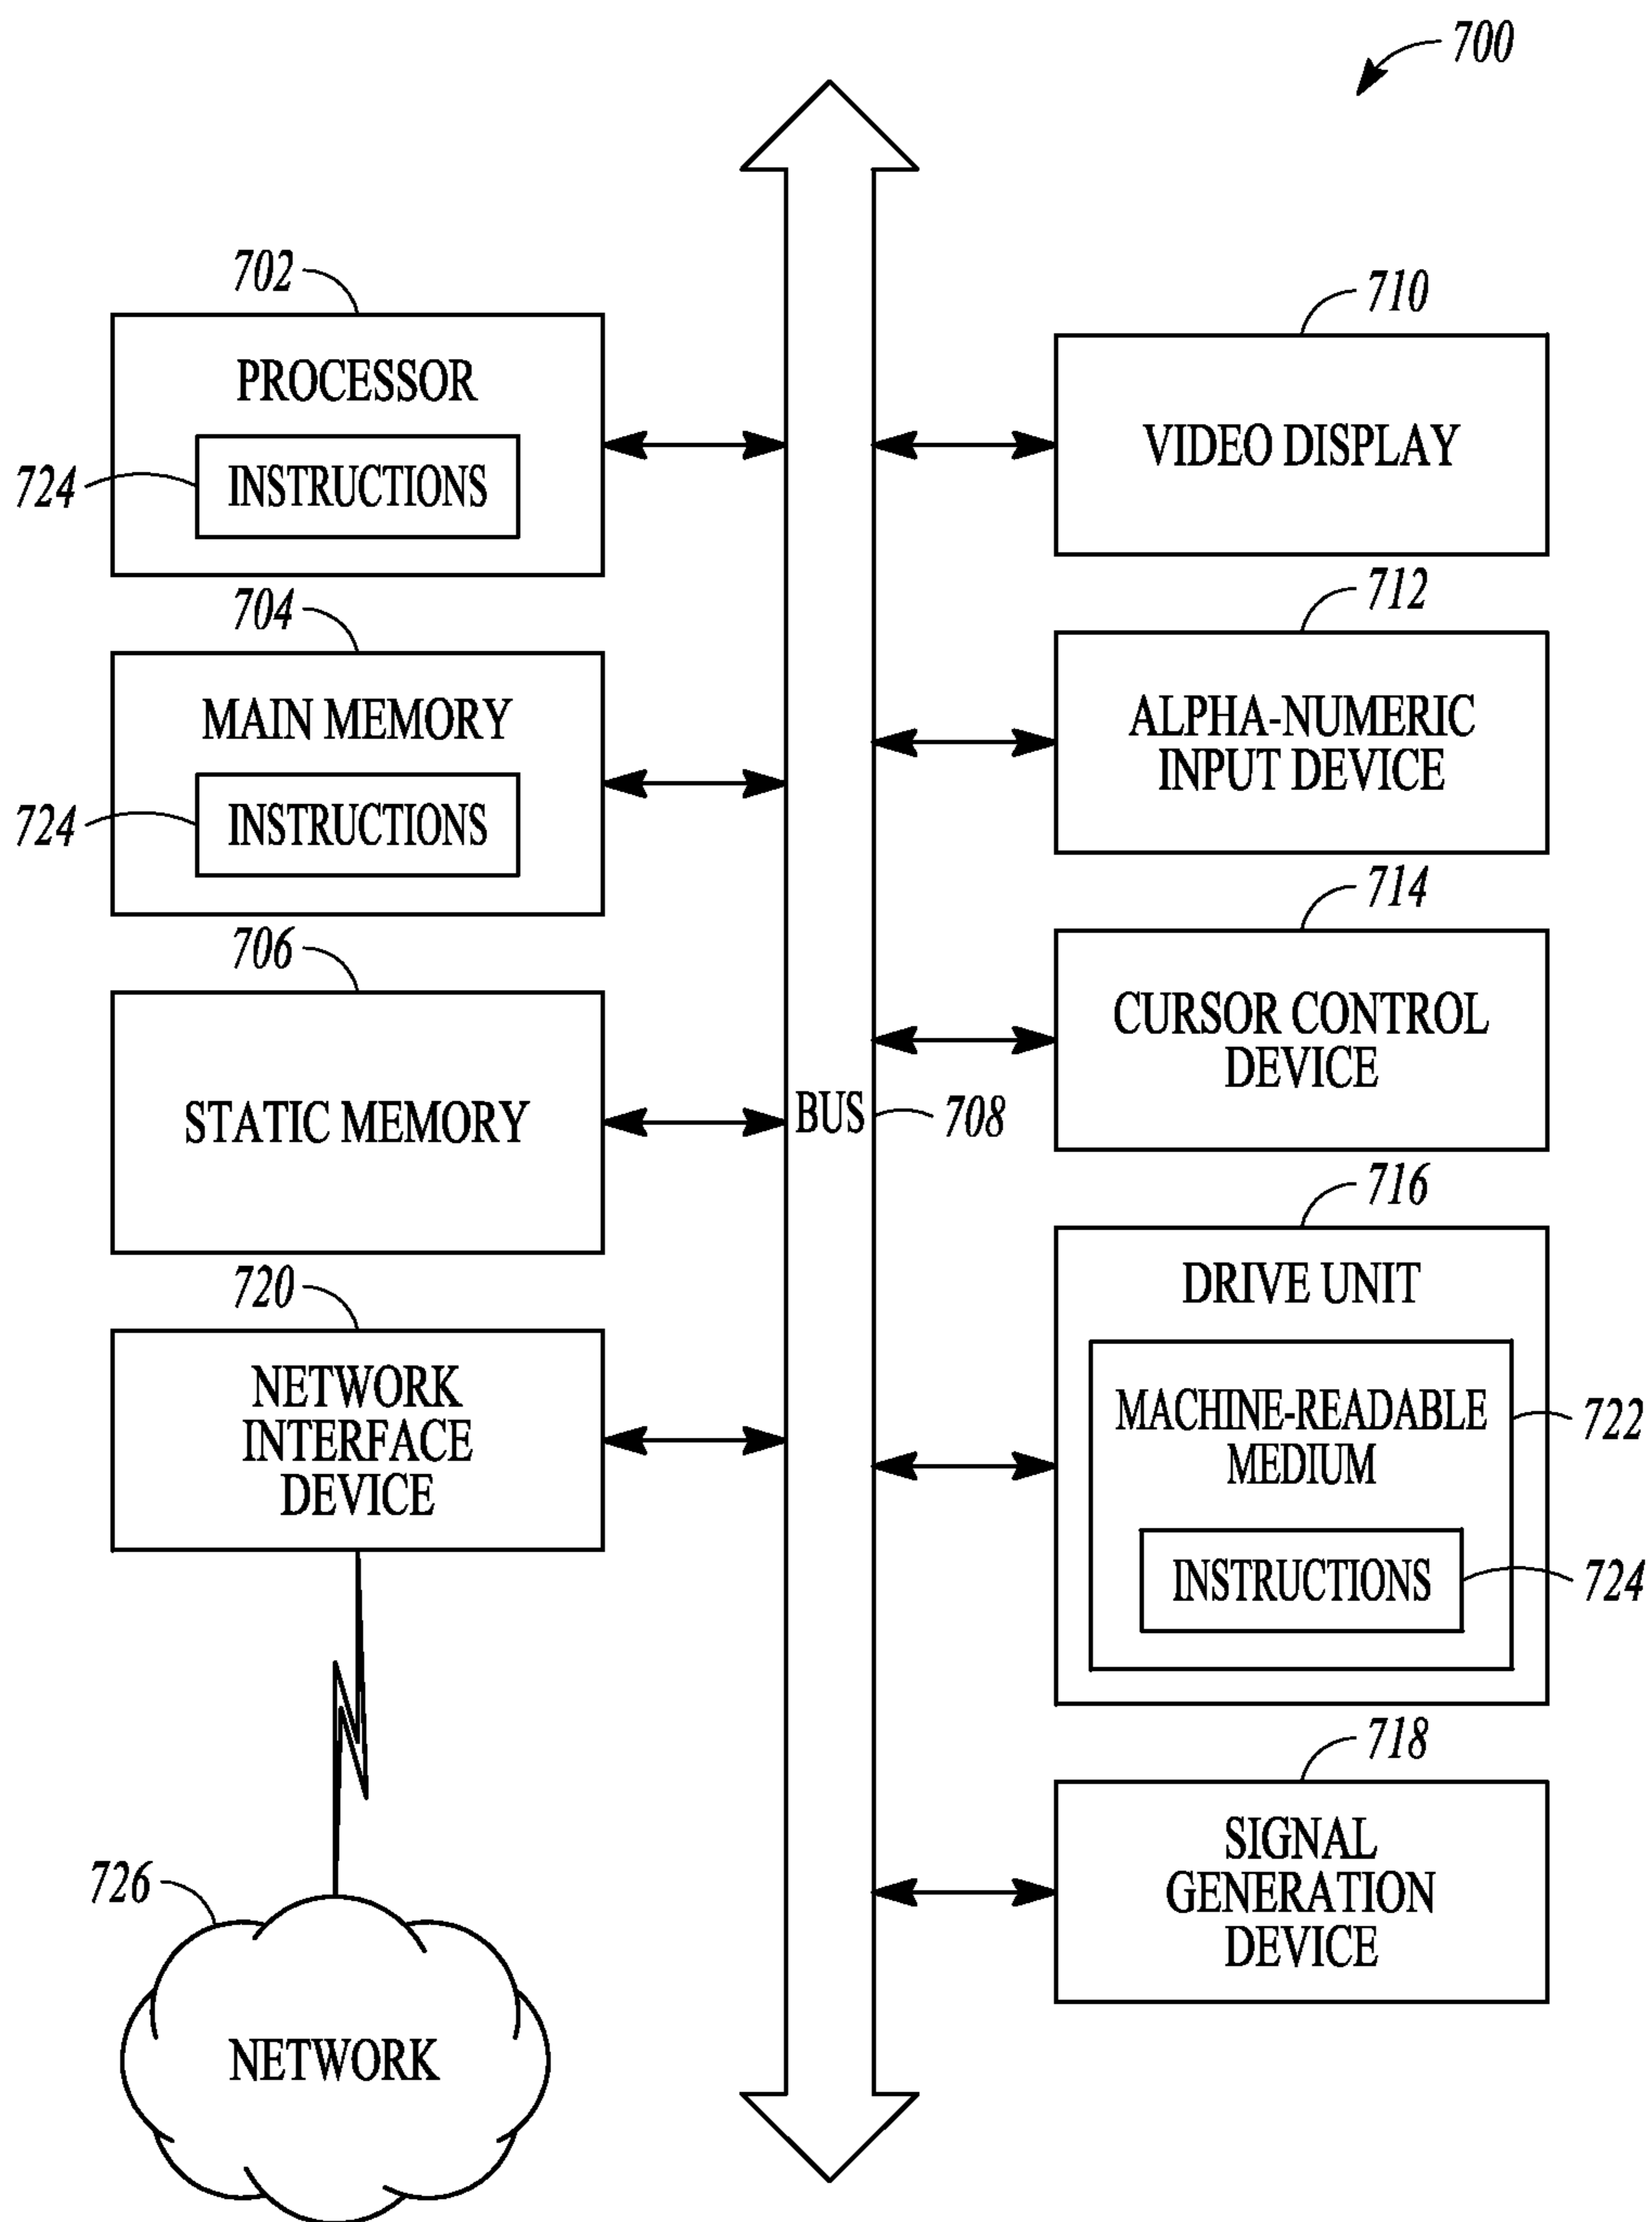 700
702
PROCESSOR
724
INSTRUCTIONS
704
MAIN MEMORY
724
INSTRUCTIONS
706
STATIC MEMORY
720
NETWORK
INTERFACE
DEVICE
726
NETWORK
BUS
708
710
VIDEO DISPLAY
712
ALPHA-NUMERIC
INPUT DEVICE
714
CURSOR CONTROL
DEVICE
716
DRIVE UNIT
MACHINE-READABLE
MEDIUM
722
INSTRUCTIONS
724
718
SIGNAL
GENERATION
DEVICE